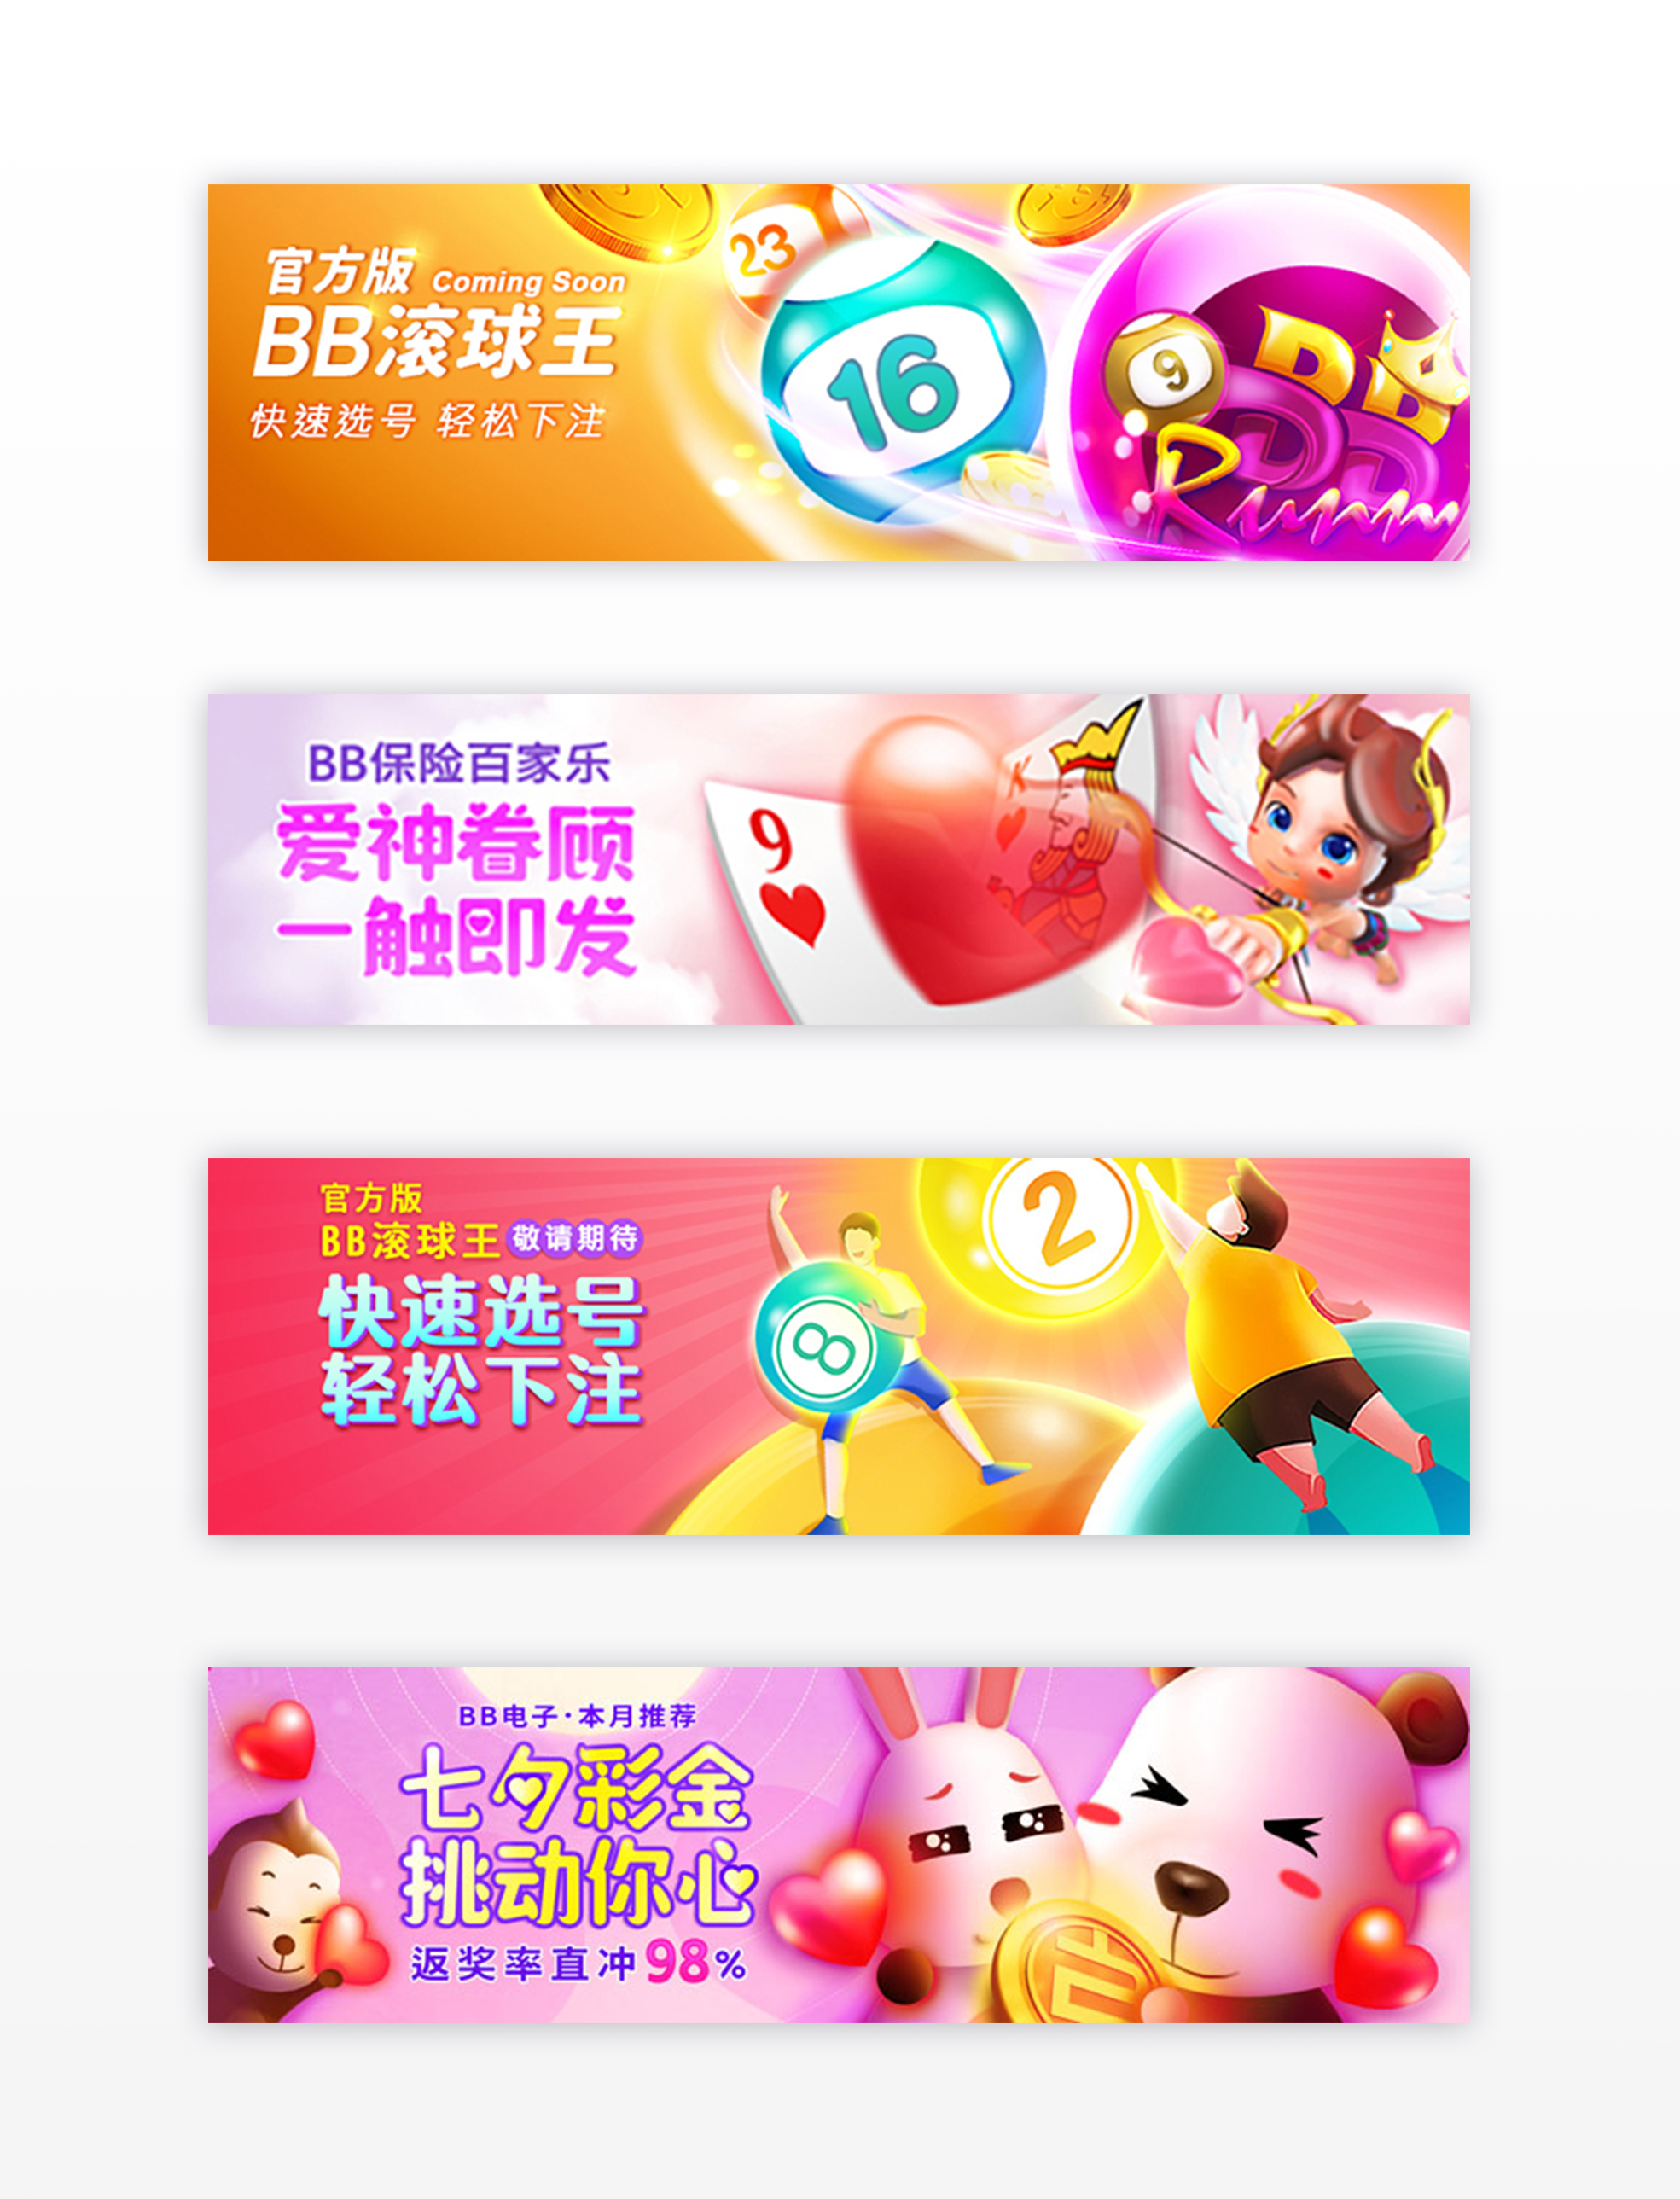 官方版 Coming Soon
BB滚球王
快速选号 轻松下注
23
16
9
BB
Runn
BB保险百家乐
爱神眷顾
一触即发
9
K
官方版
BB滚球王 敬请期待
快速选号
轻松下注
2
8
BB电子·本月推荐
七夕彩金
挑动你心
返奖率直冲98%